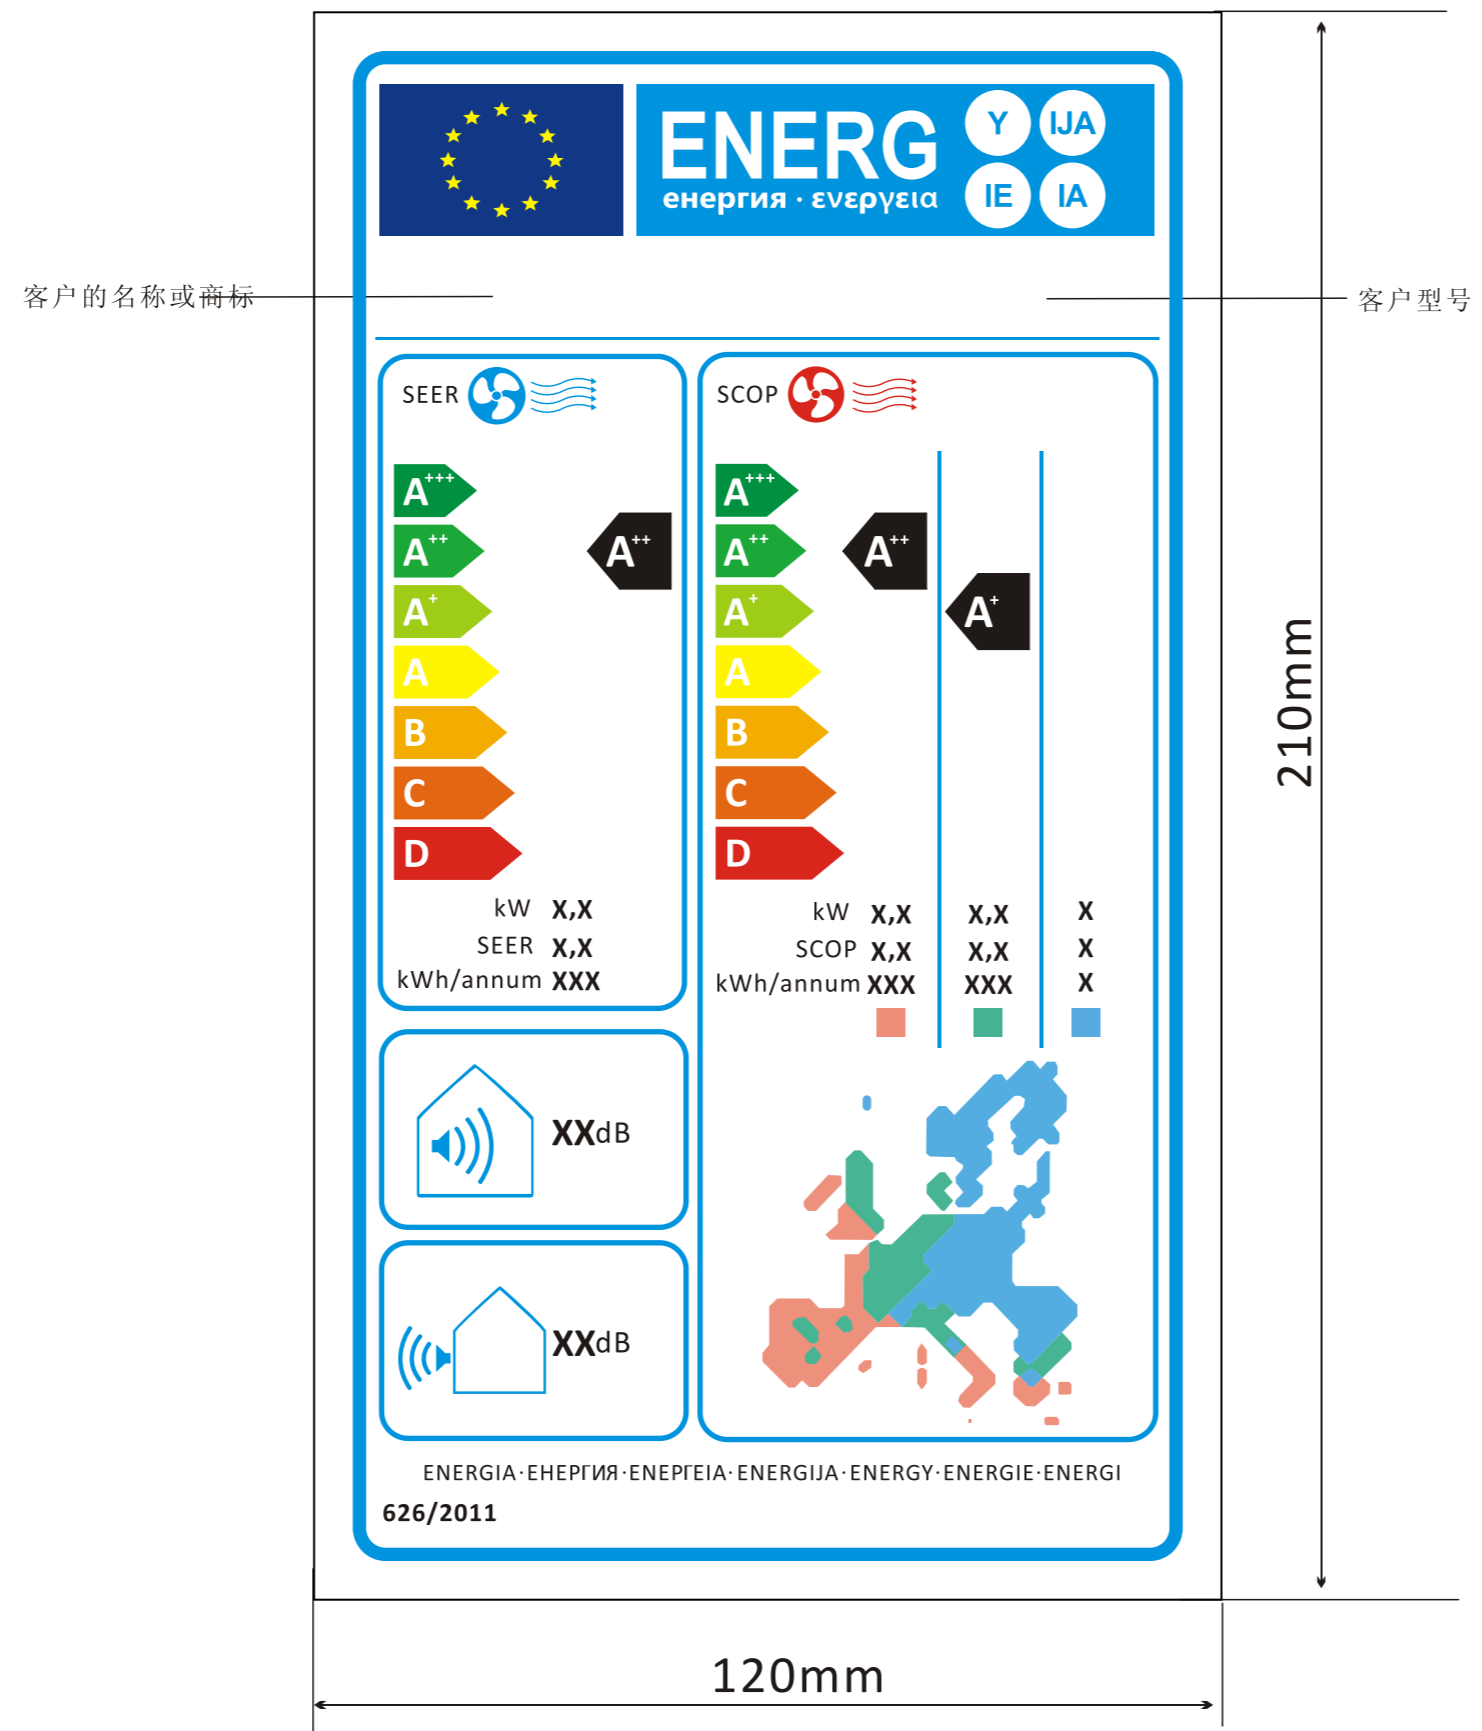 ENERG
енергия · ενεργεια
Y IJA
IE IA
客户的名称或商标
客户型号
SEER
A+++
A++
A+
A
B
C
D
A++
kW X,X
SEER X,X
kWh/annum XXX
SCOP
A+++
A++
A+
A
B
C
D
A++
A+
kW X,X X,X X
SCOP X,X X,X X
kWh/annum XXX XXX X
XXdB
XXdB
ENERGIA·ЕНЕРГИЯ·ΕΝΕΡΓΕΙΑ·ENERGIJA·ENERGY·ENERGIE·ENERGI
626/2011
210mm
120mm